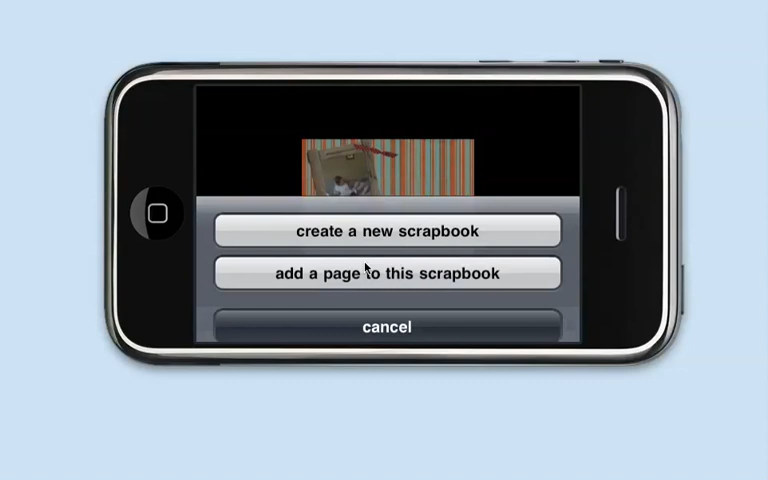 create a new scrapbook
add a page to this scrapbook
cancel